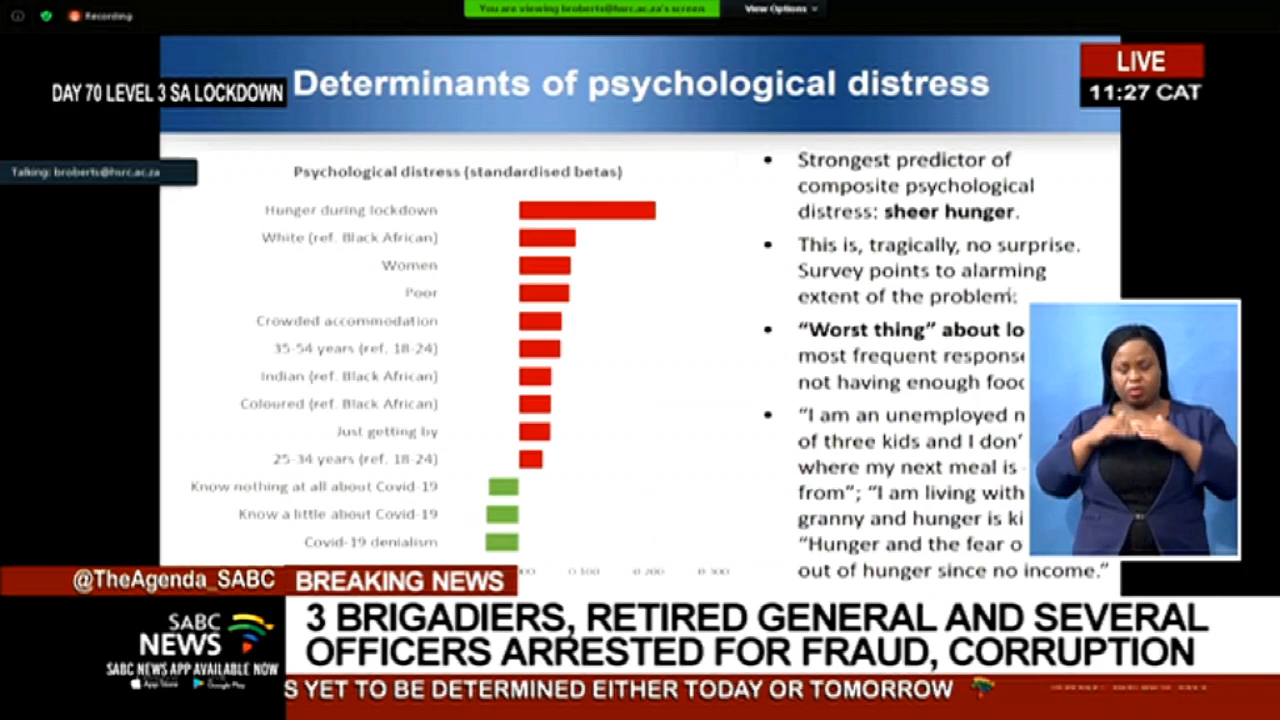 Recording
You are viewing broberts@hsrc.ac.za's screen
View Options
LIVE
11:27 CAT
DAY 70 LEVEL 3 SA LOCKDOWN
Determinants of psychological distress
Talking: broberts@hsrc.ac.za
Psychological distress (standardised betas)
Hunger during lockdown
White (ref. Black African)
Women
Poor
Crowded accommodation
35-54 years (ref. 18-24)
Indian (ref. Black African)
Coloured (ref. Black African)
Just getting by
25-34 years (ref. 18-24)
Know nothing at all about Covid-19
Know a little about Covid-19
Covid-19 denialism
0.100 0.200 0.300
• Strongest predictor of
composite psychological
distress: sheer hunger.
• This is, tragically, no surprise.
Survey points to alarming
extent of the problem:
• “Worst thing” about lo
most frequent response
not having enough food
• “I am an unemployed
of three kids and I don’
where my next meal is
from”; “I am living with
granny and hunger is ki
“Hunger and the fear o
out of hunger since no income.”
@TheAgenda_SABC
BREAKING NEWS
SABC
NEWS
SABC NEWS APP AVAILABLE NOW
App Store Google Play
3 BRIGADIERS, RETIRED GENERAL AND SEVERAL
OFFICERS ARRESTED FOR FRAUD, CORRUPTION
S YET TO BE DETERMINED EITHER TODAY OR TOMORROW